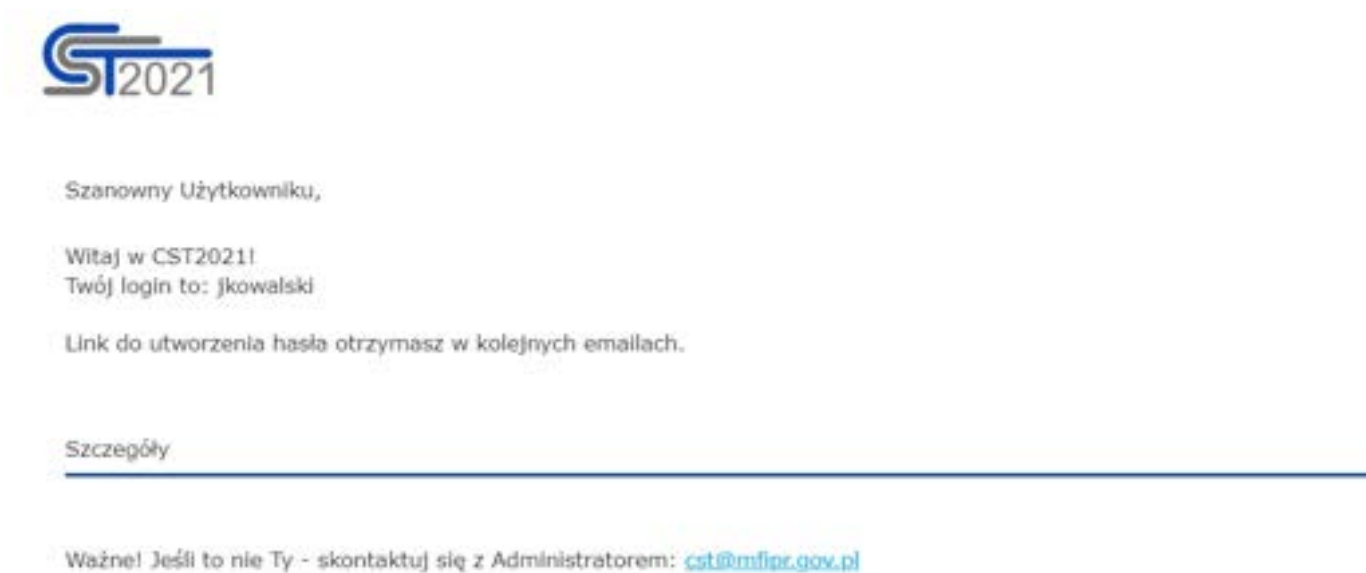 CST2021
Szanowny Użytkowniku,
Witaj w CST2021!
Twój login to: jkowalski
Link do utworzenia hasła otrzymasz w kolejnych emailach.
Szczegóły
Ważne! Jeśli to nie Ty - skontaktuj się z Administratorem: cst@mfipr.gov.pl